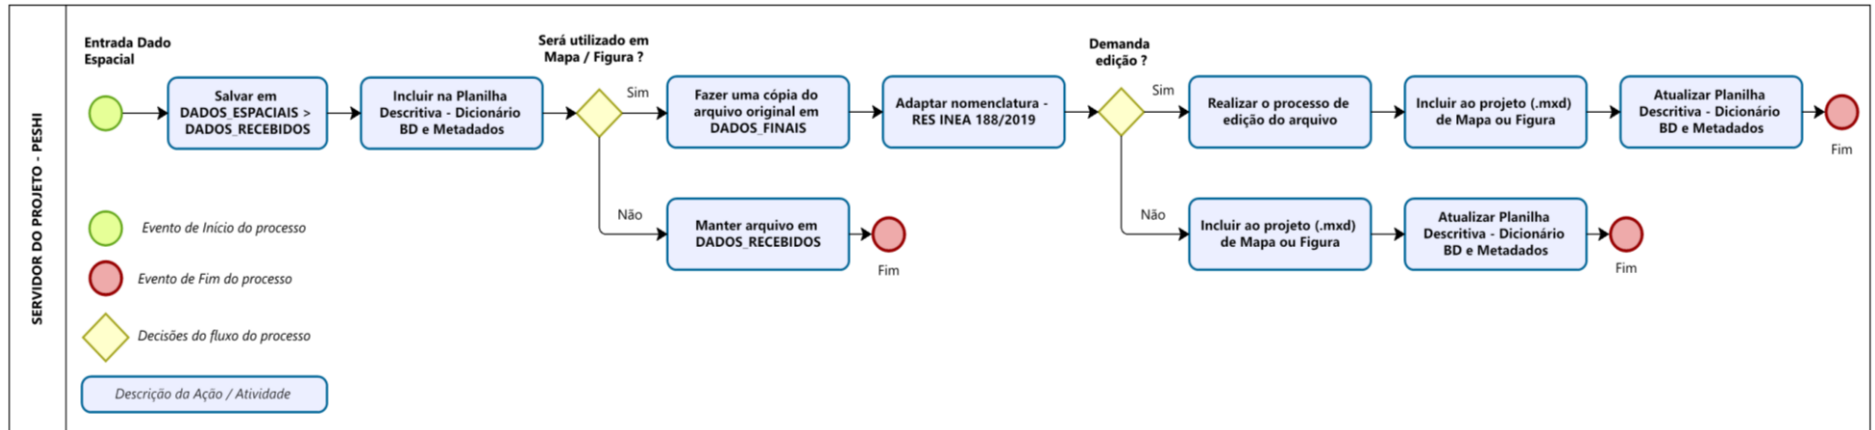 SERVIDOR DO PROJETO - PESHI
Entrada Dado
Espacial
Salvar em
DADOS_ESPACIAIS >
DADOS_RECEBIDOS
Incluir na Planilha
Descritiva - Dicionário
BD e Metadados
Será utilizado em
Mapa / Figura ?
Sim
Fazer uma cópia do
arquivo original em
DADOS_FINAIS
Adaptar nomenclatura -
RES INEA 188/2019
Demanda
edição ?
Sim
Realizar o processo de
edição do arquivo
Incluir ao projeto (.mxd)
de Mapa ou Figura
Atualizar Planilha
Descritiva - Dicionário
BD e Metadados
Fim
Não
Manter arquivo em
DADOS_RECEBIDOS
Fim
Não
Incluir ao projeto (.mxd)
de Mapa ou Figura
Atualizar Planilha
Descritiva - Dicionário
BD e Metadados
Fim
Evento de Início do processo
Evento de Fim do processo
Decisões do fluxo do processo
Descrição da Ação / Atividade